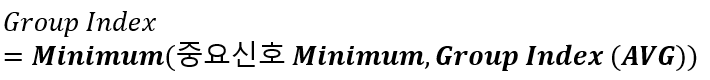 Group Index
= Minimum(중요신호 Minimum, Group Index (AVG))